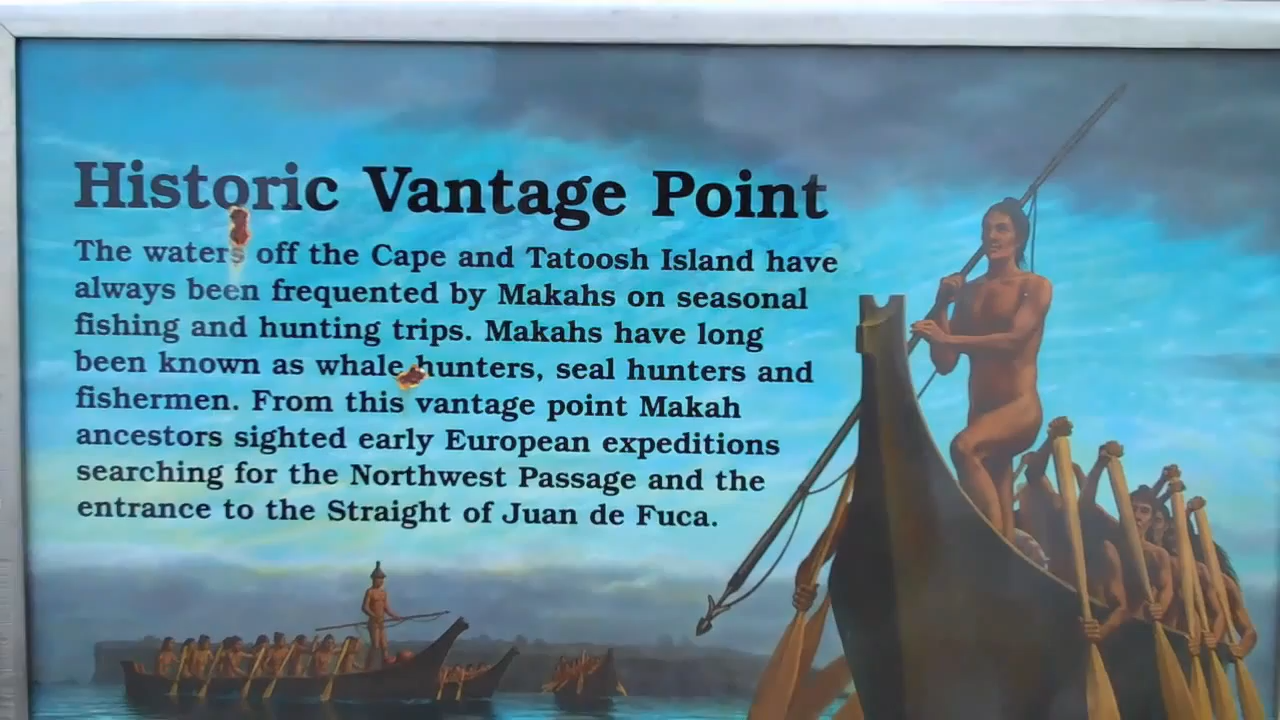 Historic Vantage Point
The waters off the Cape and Tatoosh Island have
always been frequented by Makahs on seasonal
fishing and hunting trips. Makahs have long
been known as whale hunters, seal hunters and
fishermen. From this vantage point Makah
ancestors sighted early European expeditions
searching for the Northwest Passage and the
entrance to the Straight of Juan de Fuca.